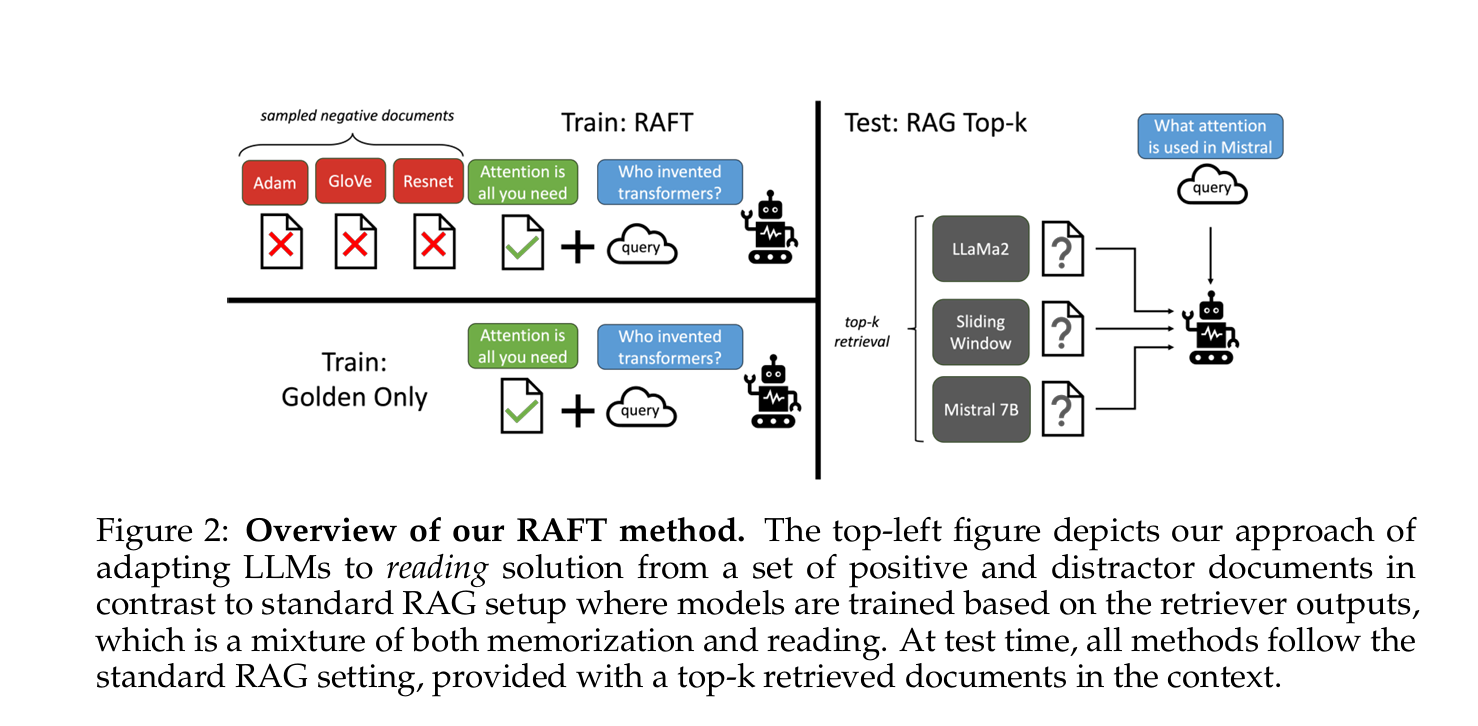 sampled negative documents
Train: RAFT
Adam
GloVe
Resnet
Attention is
all you need
Who invented
transformers?
query
Train:
Golden Only
Attention is
all you need
Who invented
transformers?
query
Test: RAG Top-k
What attention
is used in Mistral
query
top-k
retrieval
LLaMa2
?
Sliding
Window
?
Mistral 7B
?
Figure 2: Overview of our RAFT method. The top-left figure depicts our approach of
adapting LLMs to reading solution from a set of positive and distractor documents in
contrast to standard RAG setup where models are trained based on the retriever outputs,
which is a mixture of both memorization and reading. At test time, all methods follow the
standard RAG setting, provided with a top-k retrieved documents in the context.